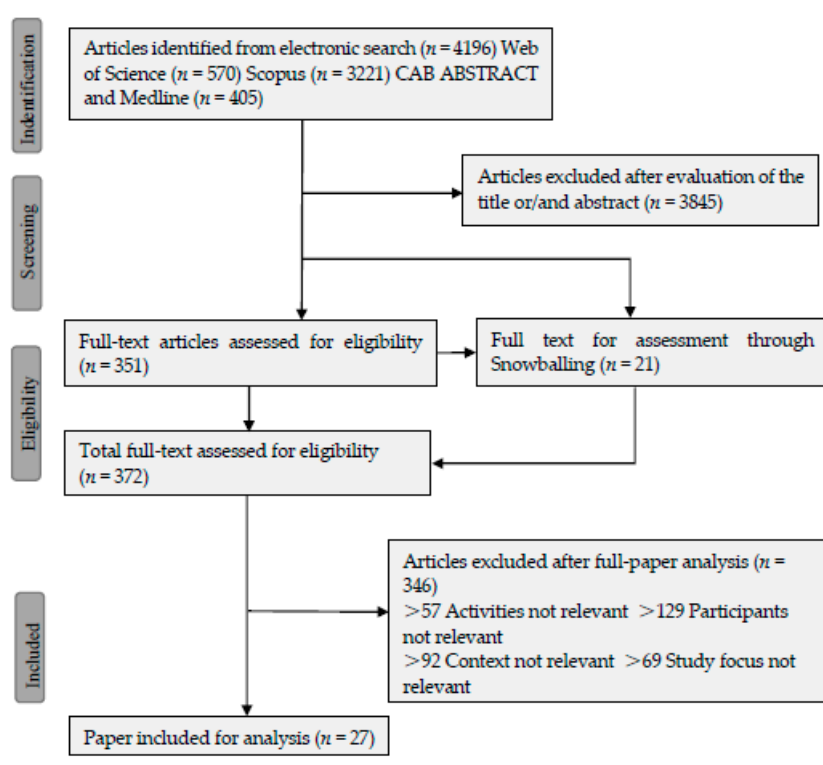 Indentification
Articles identified from electronic search (n = 4196) Web
of Science (n = 570) Scopus (n = 3221) CAB ABSTRACT
and Medline (n = 405)
Screening
Articles excluded after evaluation of the
title or/and abstract (n = 3845)
Eligibility
Full-text articles assessed for eligibility
(n = 351)
Full text for assessment through
Snowballing (n = 21)
Total full-text assessed for eligibility
(n = 372)
Included
Articles excluded after full-paper analysis (n =
346)
>57 Activities not relevant >129 Participants
not relevant
>92 Context not relevant >69 Study focus not
relevant
Paper included for analysis (n = 27)